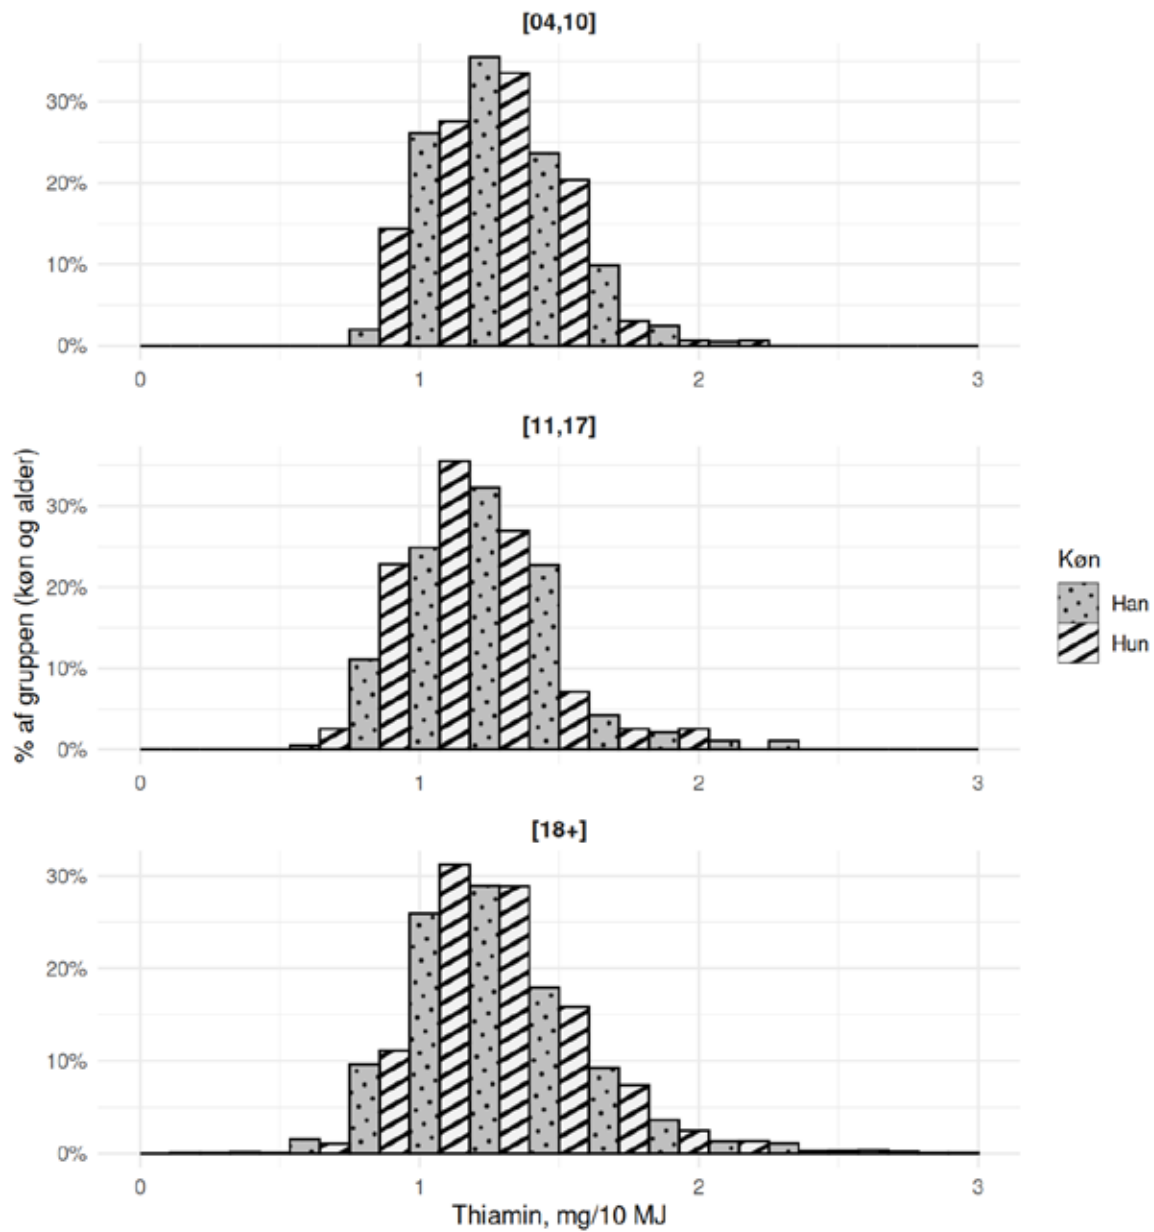 [04,10]
30%
20%
10%
0%
0 1 2 3
[11,17]
30%
20%
10%
0%
0 1 2 3
[18+]
30%
20%
10%
0%
0 1 2 3
Thiamin, mg/10 MJ
% af gruppen (køn og alder)
Køn
Han
Hun